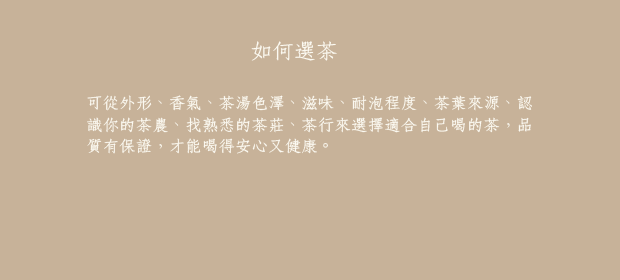 如何選茶
可從外形、香氣、茶湯色澤、滋味、耐泡程度、茶葉來源、認
識你的茶農、找熟悉的茶莊、茶行來選擇適合自己喝的茶，品
質有保證，才能喝得安心又健康。